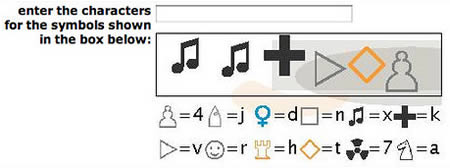 enter the characters
for the symbols shown
in the box below:
=4 =j =d =n =x =k
=v =r =h =t =7 =a